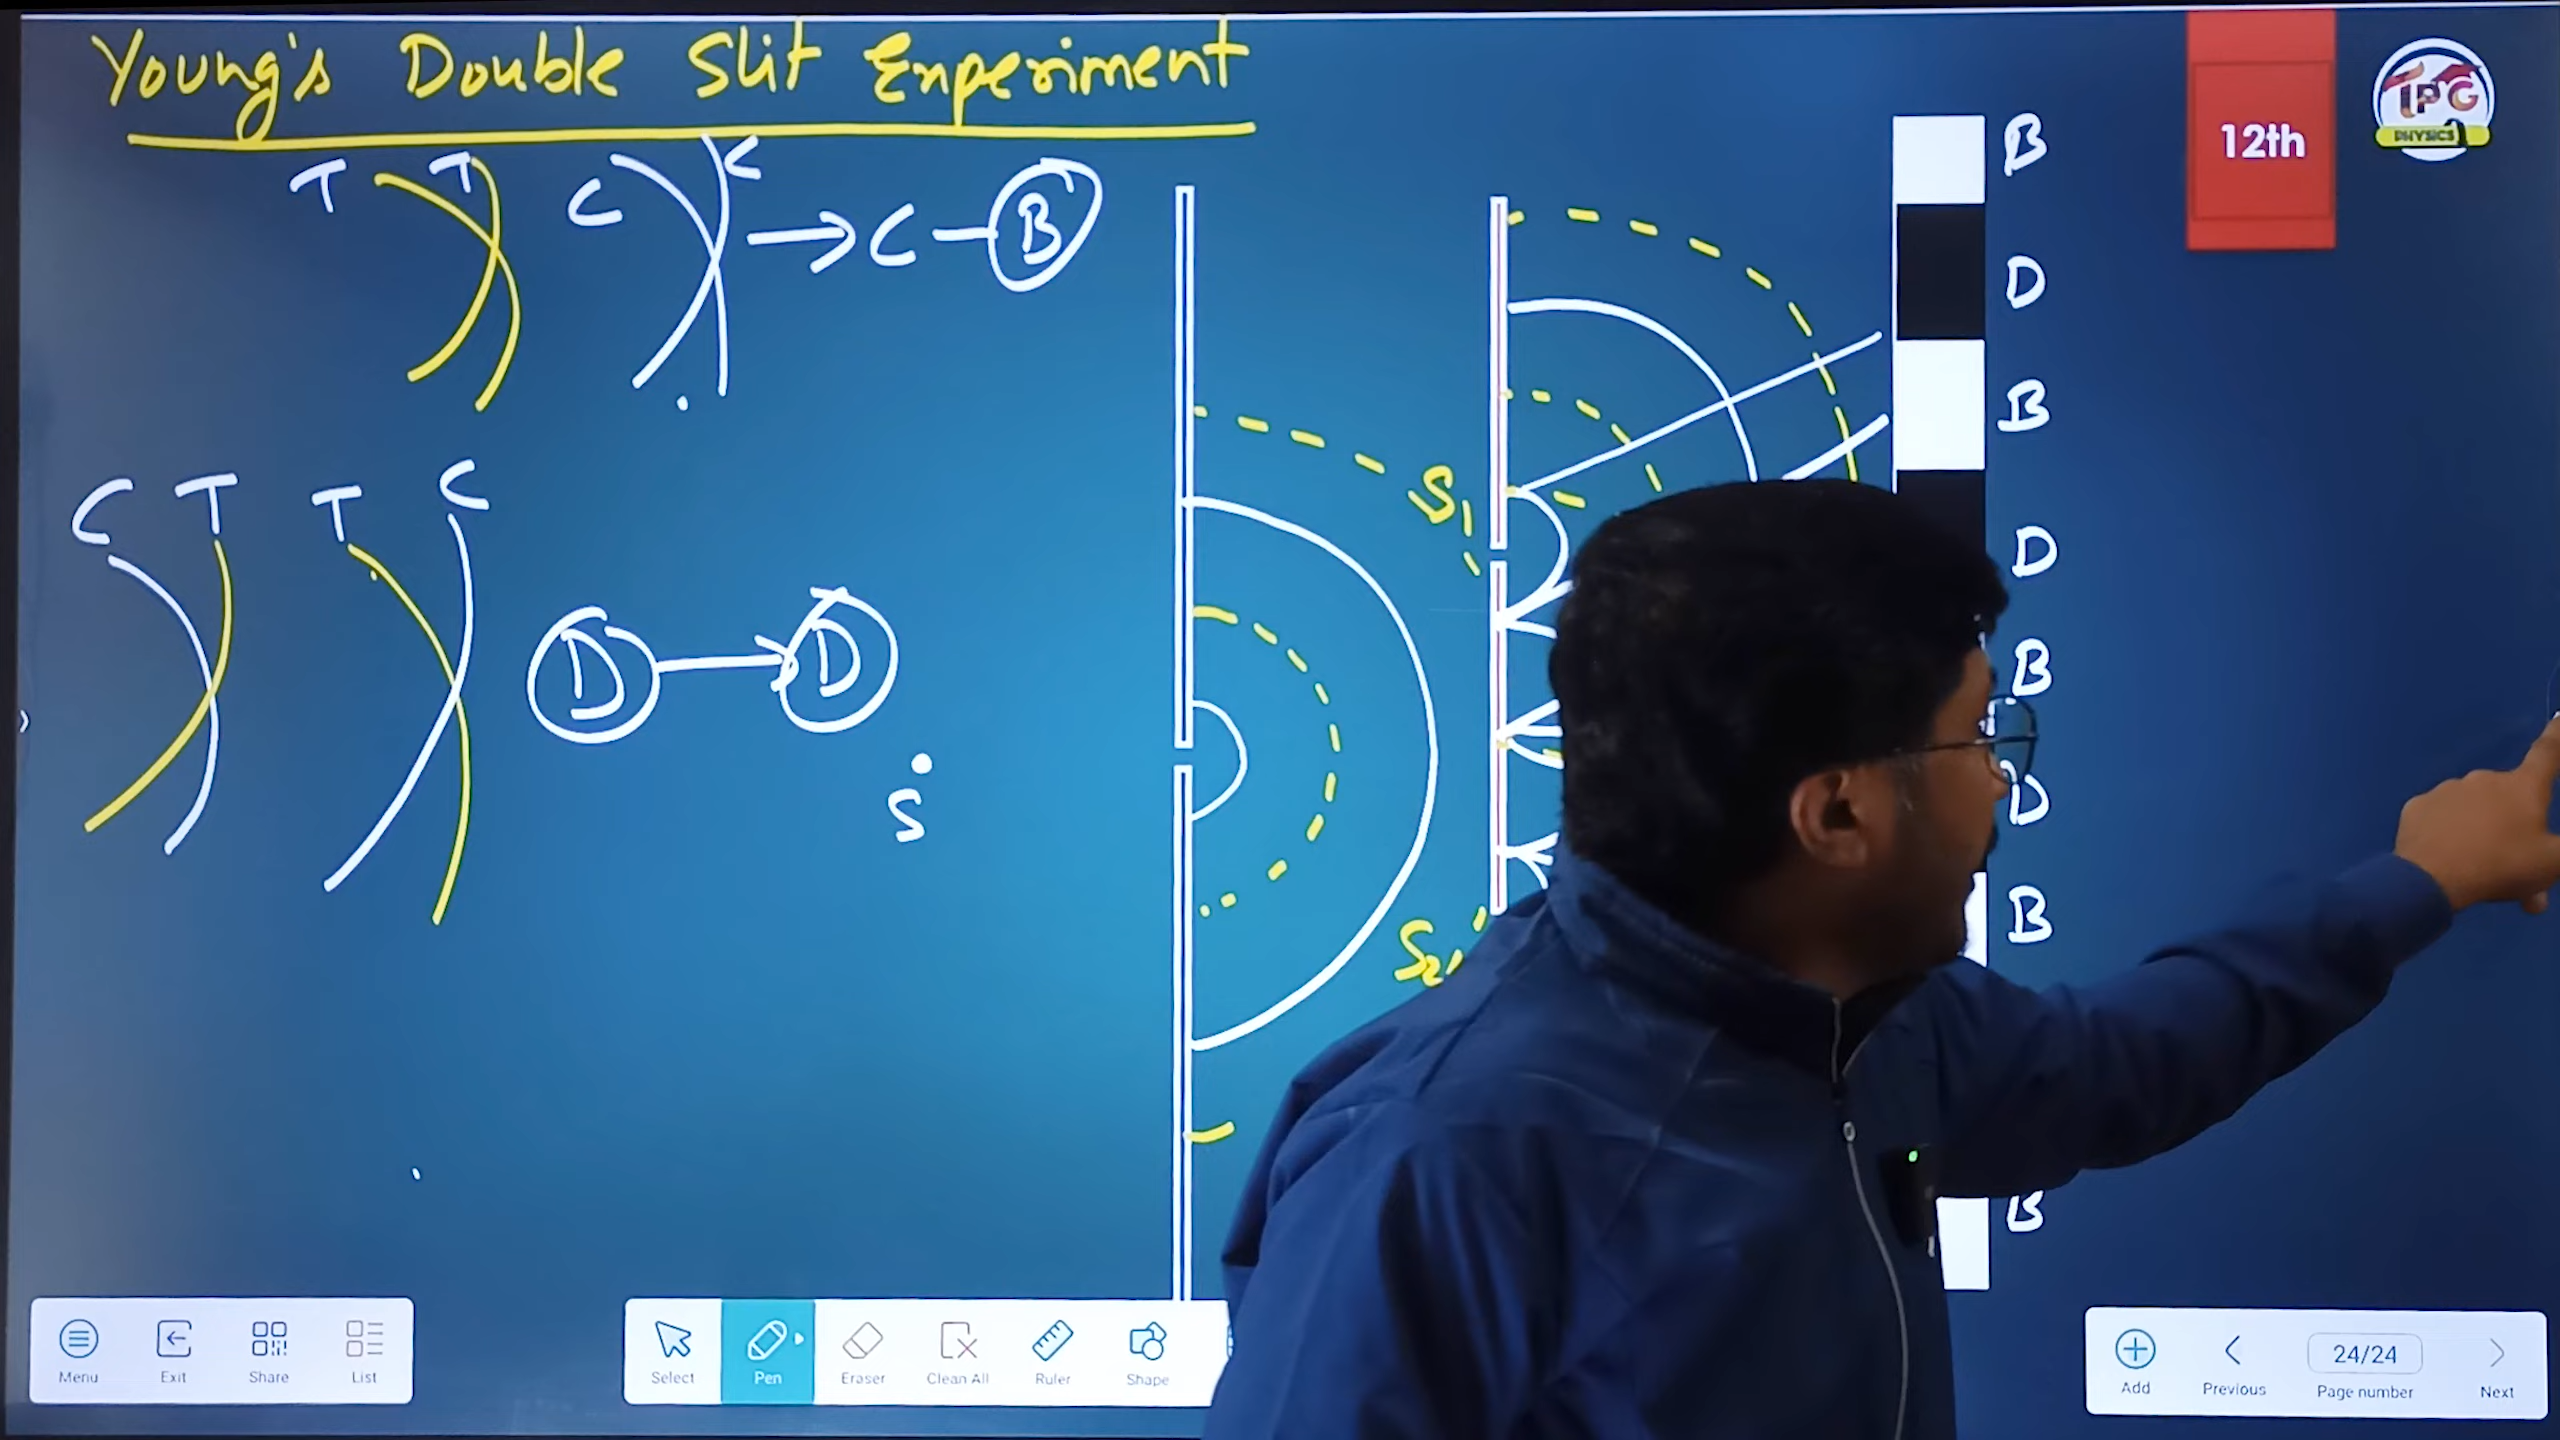 Young's Double Slit Experiment
T T C C → C - B
C T T C
D → D
S
S1
S2
B
D
B
D
B
D
B
B
12th
TPG
PHYSICS
Menu
Exit
Share
List
Select
Pen
Eraser
Clean All
Ruler
Shape
Add
Previous
24/24
Page number
Next